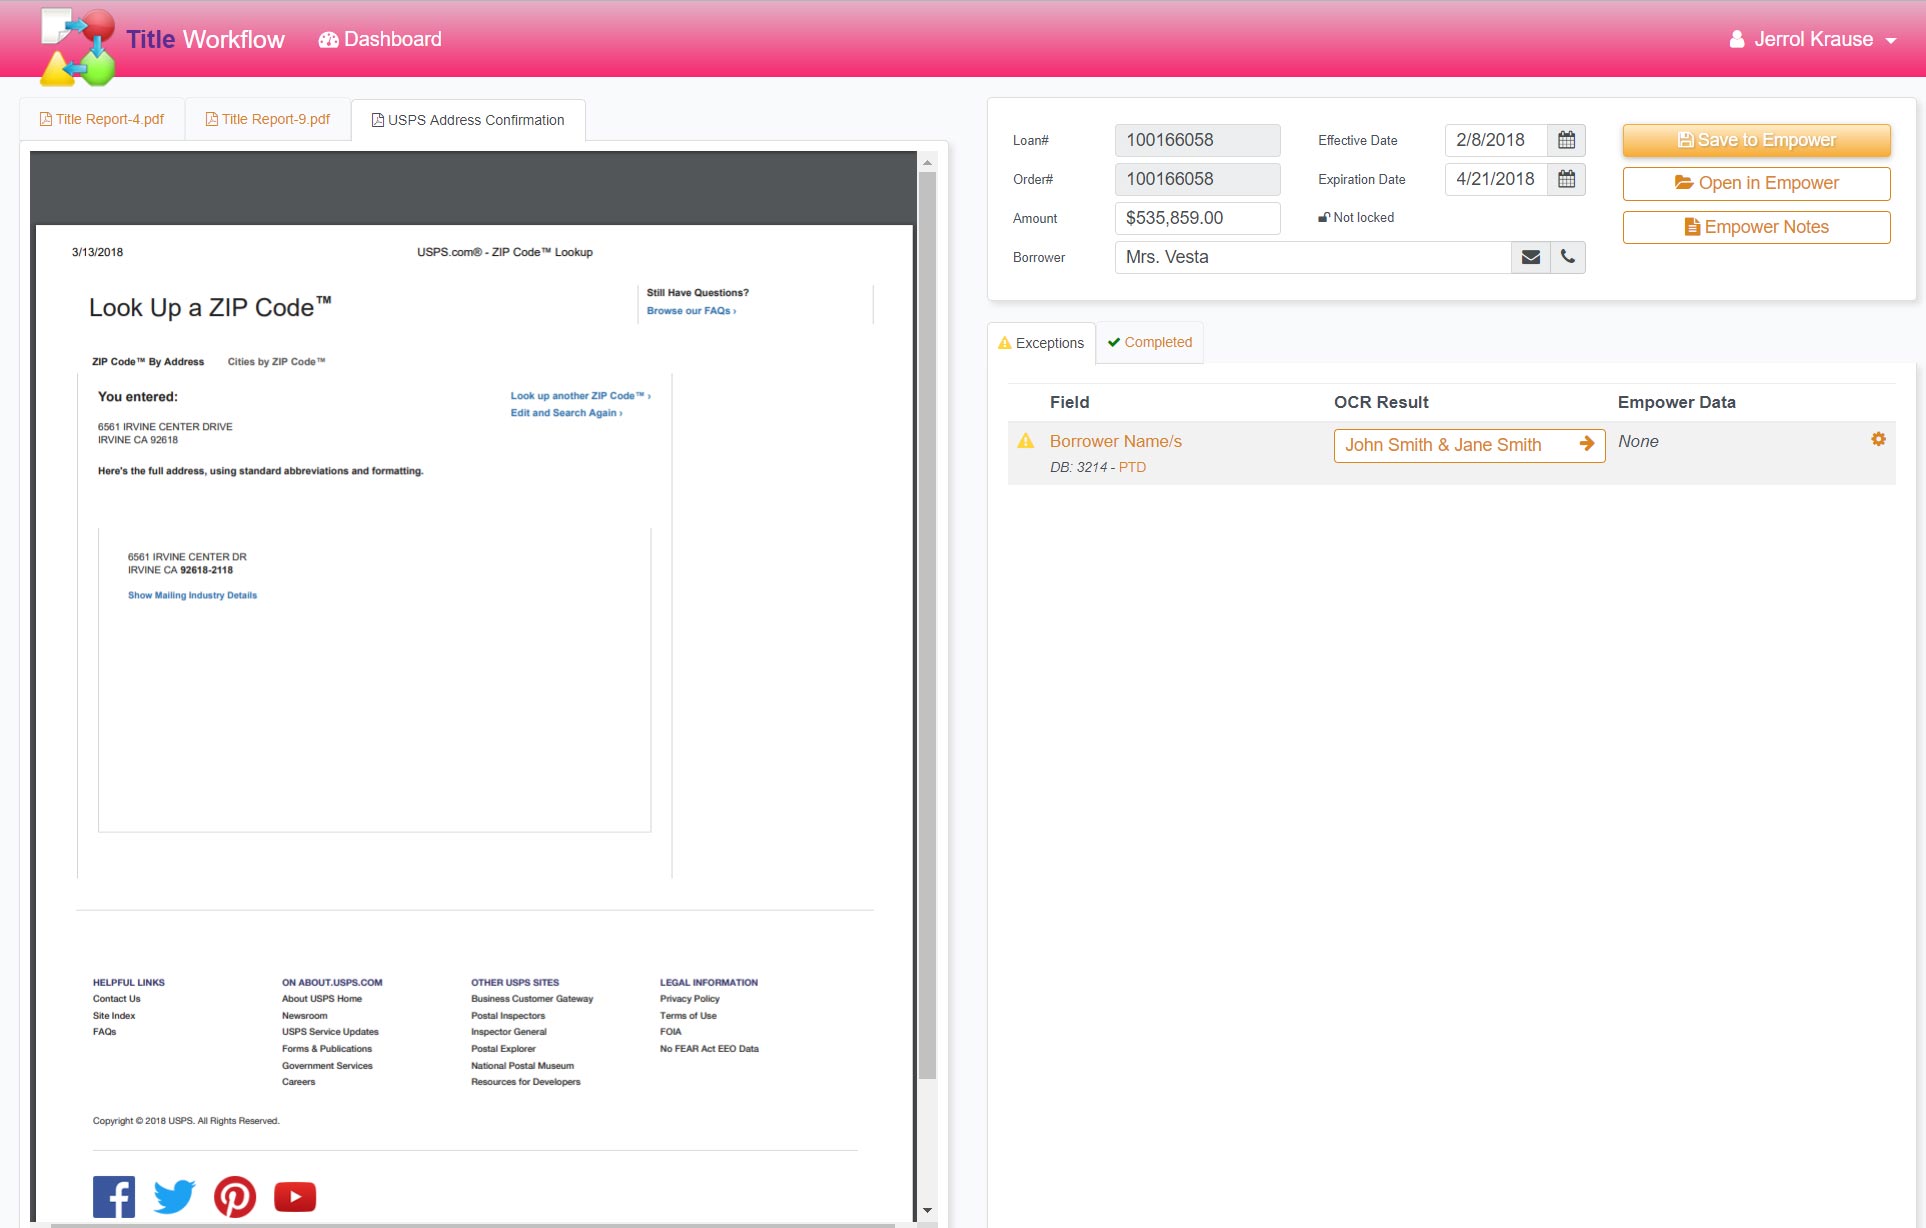 Title Workflow Dashboard Jerrol Krause
Title Report-4.pdf Title Report-9.pdf USPS Address Confirmation
3/13/2018 USPS.com® - ZIP Code™ Lookup
Look Up a ZIP Code™
Still Have Questions?
Browse our FAQs ›
ZIP Code™ By Address Cities by ZIP Code™
You entered:
Look up another ZIP Code™ ›
Edit and Search Again ›
6561 IRVINE CENTER DRIVE
IRVINE CA 92618
Here's the full address, using standard abbreviations and formatting.
6561 IRVINE CENTER DR
IRVINE CA 92618-2118
Show Mailing Industry Details
HELPFUL LINKS
Contact Us
Site Index
FAQs
ON ABOUT.USPS.COM
About USPS Home
Newsroom
USPS Service Updates
Forms & Publications
Government Services
Careers
OTHER USPS SITES
Business Customer Gateway
Postal Inspectors
Inspector General
Postal Explorer
National Postal Museum
Resources for Developers
LEGAL INFORMATION
Privacy Policy
Terms of Use
FOIA
No FEAR Act EEO Data
Copyright © 2018 USPS. All Rights Reserved.
Loan# 100166058 Effective Date 2/8/2018 Save to Empower
Order# 100166058 Expiration Date 4/21/2018 Open in Empower
Amount $535,859.00 Not locked Empower Notes
Borrower Mrs. Vesta
Exceptions Completed
Field OCR Result Empower Data
Borrower Name/s John Smith & Jane Smith None
DB: 3214 - PTD